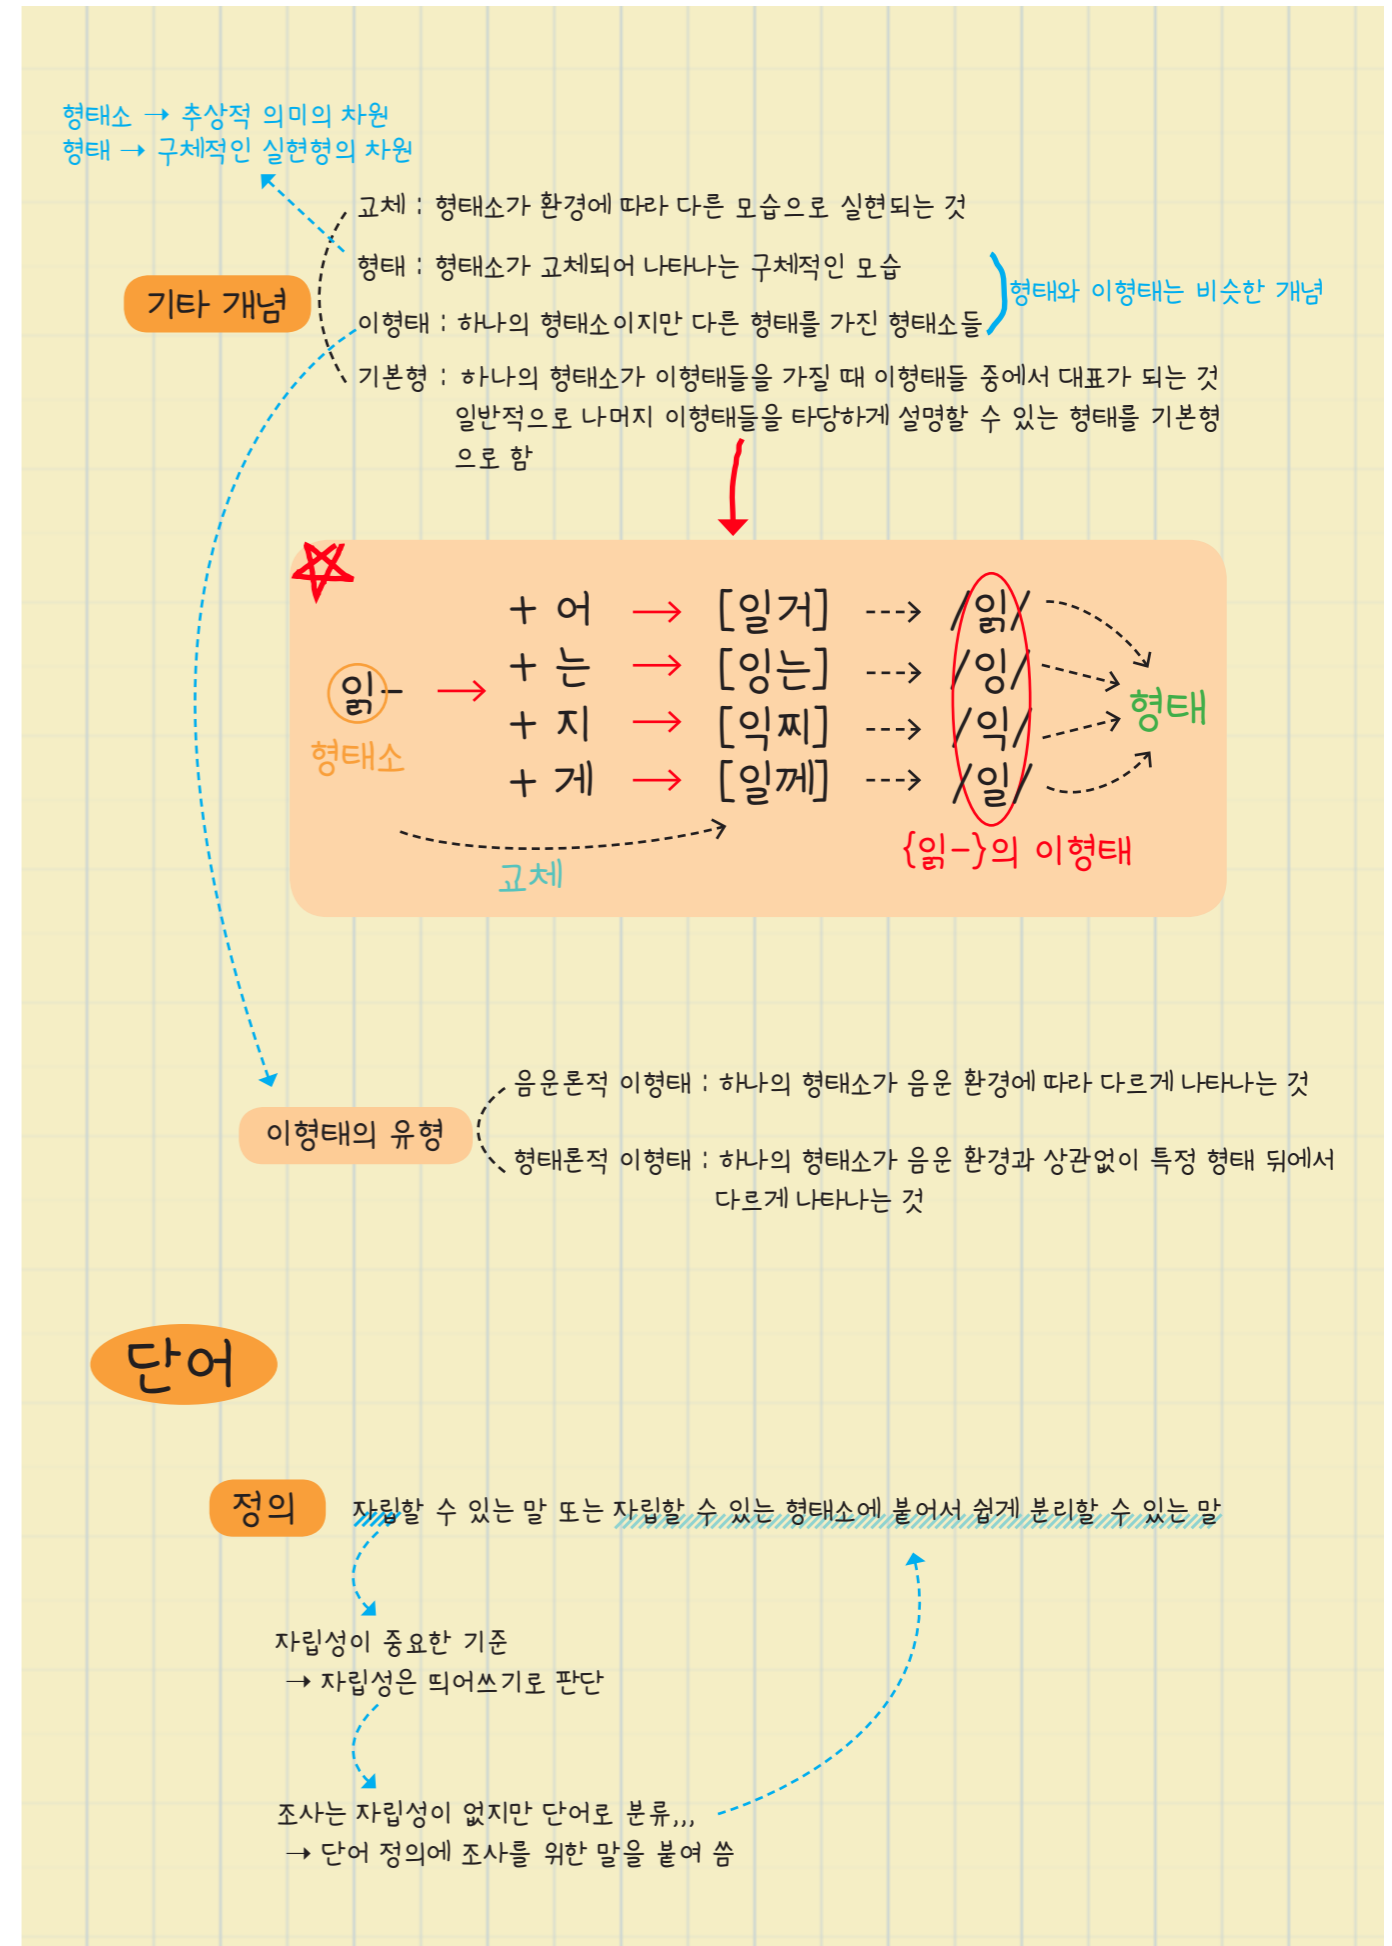 형태소 → 추상적 의미의 차원
형태 → 구체적인 실현형의 차원
교체 : 형태소가 환경에 따라 다른 모습으로 실현되는 것
형태 : 형태소가 교체되어 나타나는 구체적인 모습
형태와 이형태는 비슷한 개념
기타 개념
이형태 : 하나의 형태소이지만 다른 형태를 가진 형태소들
기본형 : 하나의 형태소가 이형태들을 가질 때 이형태들 중에서 대표가 되는 것
일반적으로 나머지 이형태들을 타당하게 설명할 수 있는 형태를 기본형
으로 함
읽-
형태소
+ 어 → [일거] → /읽/
+ 는 → [잉는] → /잉/
+ 지 → [익찌] → /익/
+ 게 → [일께] → /일/
형태
{읽-}의 이형태
교체
이형태의 유형
음운론적 이형태 : 하나의 형태소가 음운 환경에 따라 다르게 나타나는 것
형태론적 이형태 : 하나의 형태소가 음운 환경과 상관없이 특정 형태 뒤에서
다르게 나타나는 것
단어
정의
자립할 수 있는 말 또는 자립할 수 있는 형태소에 붙어서 쉽게 분리할 수 있는 말
자립성이 중요한 기준
→ 자립성은 띄어쓰기로 판단
조사는 자립성이 없지만 단어로 분류,,,
→ 단어 정의에 조사를 위한 말을 붙여 씀